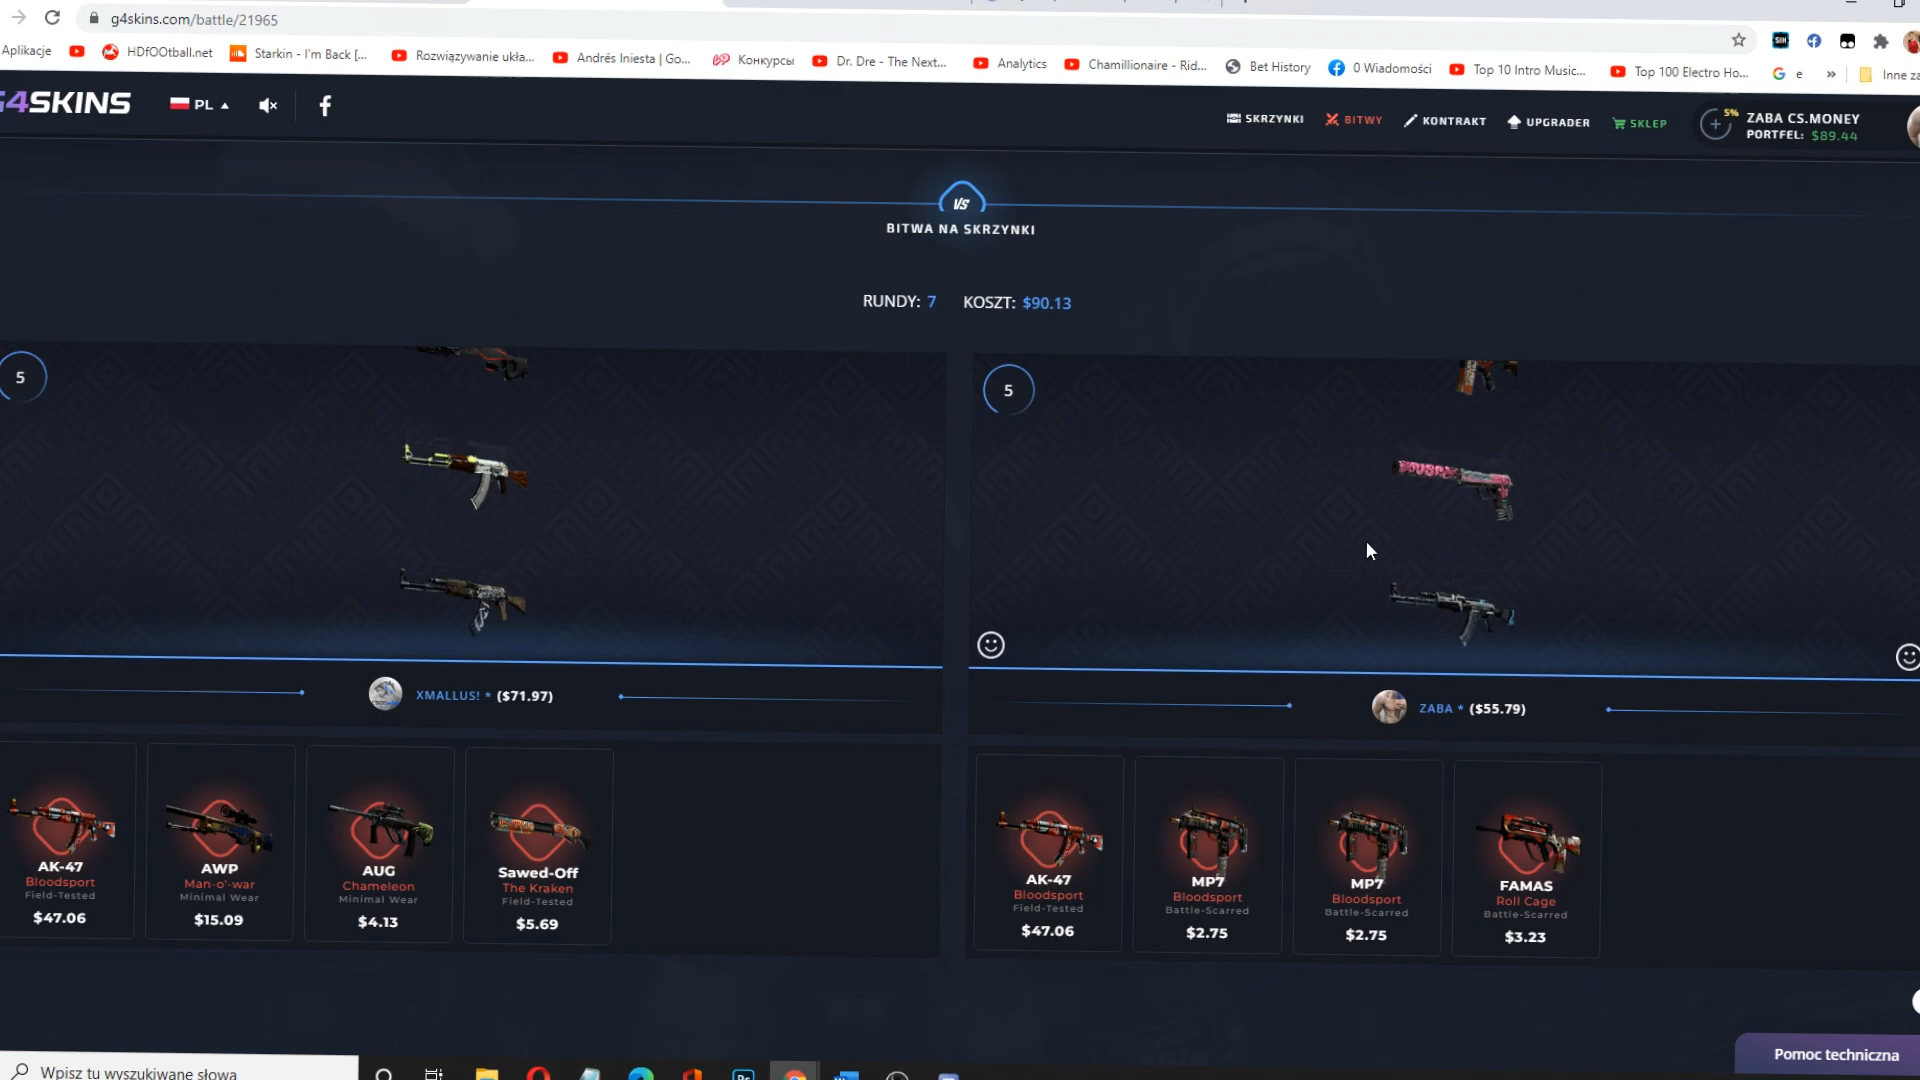 g4skins.com/battle/21965
Aplikacje
HDfOOtball.net
Starkin - I'm Back [...
Rozwiązywanie ukła...
Andrés Iniesta | Go...
Конкурсы
Dr. Dre - The Next...
Analytics
Chamillionaire - Rid...
Bet History
0 Wiadomości
Top 10 Intro Music...
Top 100 Electro Ho...
e
»
Inne za
G4SKINS
PL
SKRZYNKI
BITWY
KONTRAKT
UPGRADER
SKLEP
5%
ZABA CS.MONEY
PORTFEL: $89.44
VS
BITWA NA SKRZYNKI
RUNDY: 7 KOSZT: $90.13
5
5
XMALLUS! * ($71.97)
ZABA * ($55.79)
AK-47
Bloodsport
Field-Tested
$47.06
AWP
Man-o'-war
Minimal Wear
$15.09
AUG
Chameleon
Minimal Wear
$4.13
Sawed-Off
The Kraken
Field-Tested
$5.69
AK-47
Bloodsport
Field-Tested
$47.06
MP7
Bloodsport
Battle-Scarred
$2.75
MP7
Bloodsport
Battle-Scarred
$2.75
FAMAS
Roll Cage
Battle-Scarred
$3.23
Pomoc techniczna
Wpisz tu wyszukiwane słowa